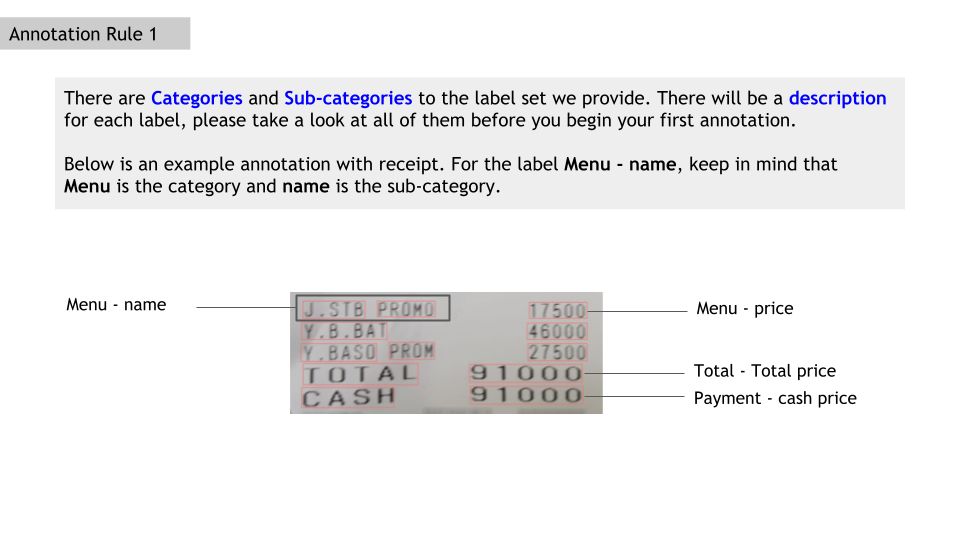 Annotation Rule 1
There are Categories and Sub-categories to the label set we provide. There will be a description
for each label, please take a look at all of them before you begin your first annotation.
Below is an example annotation with receipt. For the label Menu - name, keep in mind that
Menu is the category and name is the sub-category.
Menu - name
J.STB PROMO 17500
Menu - price
Y.B.BAT 46000
Y.BASO PROM 27500
TOTAL 91000
Total - Total price
CASH 91000
Payment - cash price